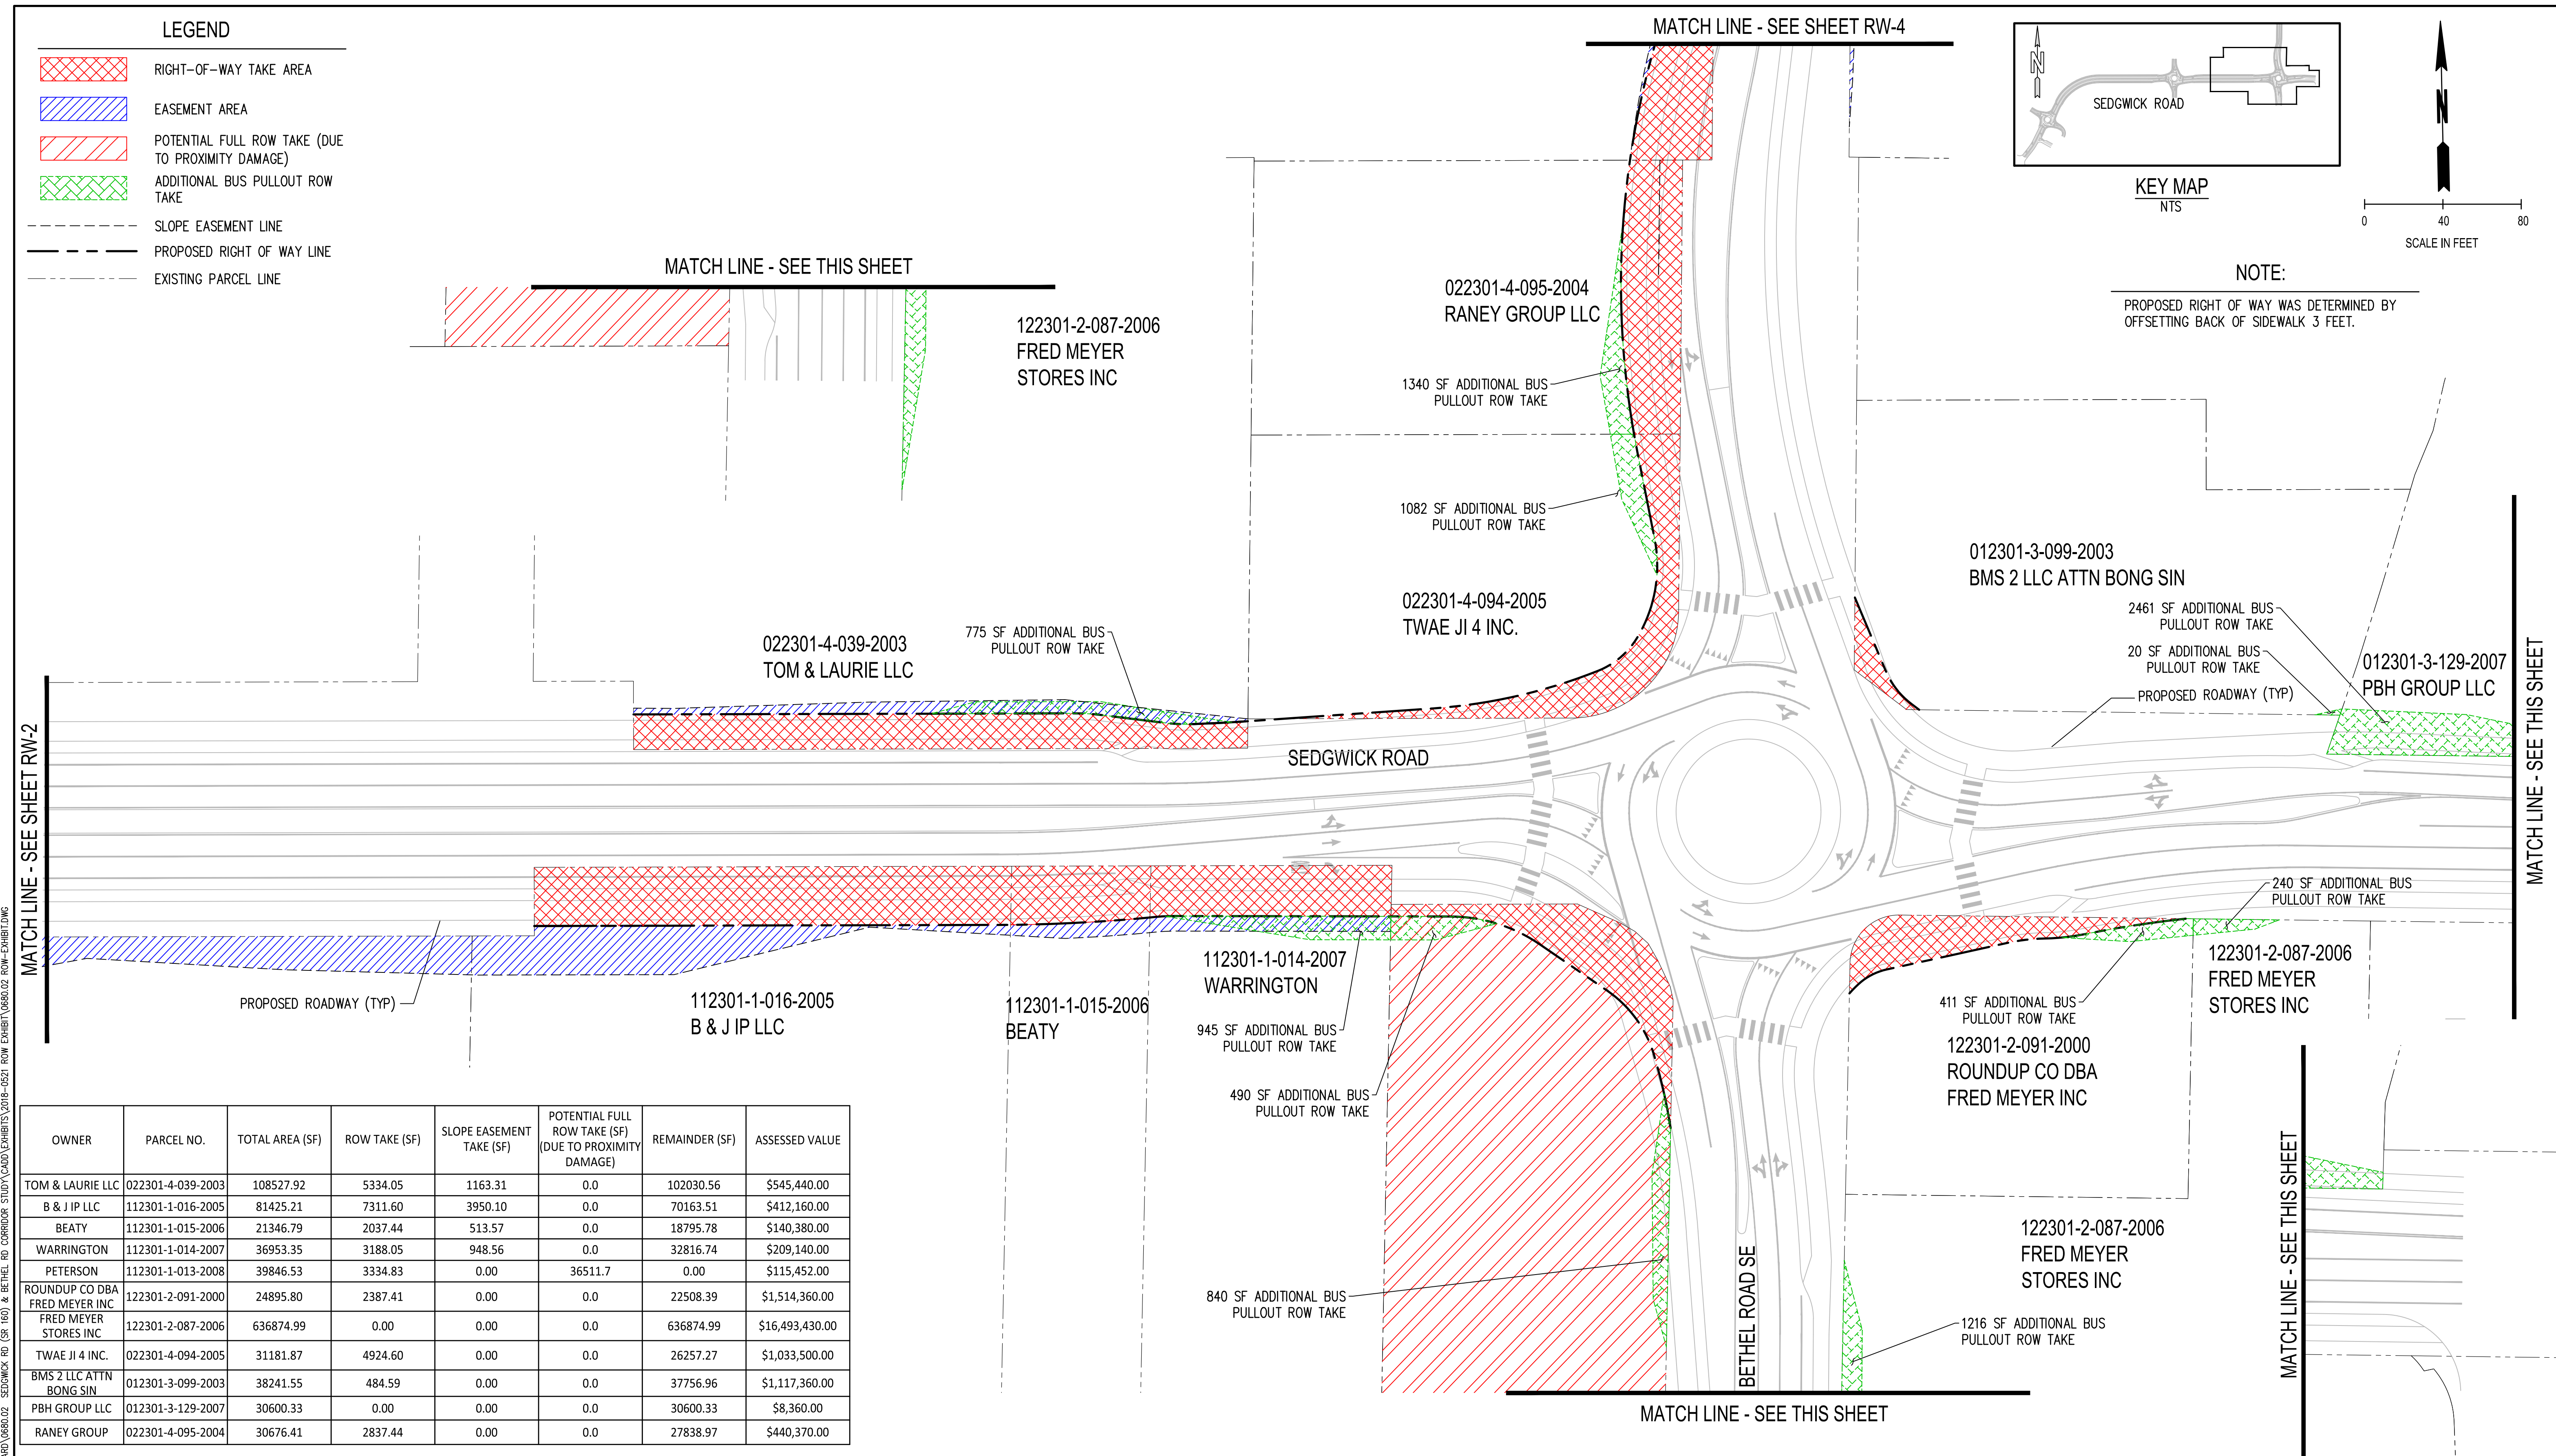 LEGEND
RIGHT-OF-WAY TAKE AREA
EASEMENT AREA
POTENTIAL FULL ROW TAKE (DUE
TO PROXIMITY DAMAGE)
ADDITIONAL BUS PULLOUT ROW
TAKE
SLOPE EASEMENT LINE
PROPOSED RIGHT OF WAY LINE
EXISTING PARCEL LINE
MATCH LINE - SEE SHEET RW-4
N
SEDGWICK ROAD
KEY MAP
NTS
N
0 40 80
SCALE IN FEET
NOTE:
PROPOSED RIGHT OF WAY WAS DETERMINED BY
OFFSETTING BACK OF SIDEWALK 3 FEET.
MATCH LINE - SEE THIS SHEET
122301-2-087-2006
FRED MEYER
STORES INC
022301-4-095-2004
RANEY GROUP LLC
1340 SF ADDITIONAL BUS
PULLOUT ROW TAKE
1082 SF ADDITIONAL BUS
PULLOUT ROW TAKE
022301-4-094-2005
TWAE JI 4 INC.
022301-4-039-2003
TOM & LAURIE LLC
775 SF ADDITIONAL BUS
PULLOUT ROW TAKE
012301-3-099-2003
BMS 2 LLC ATTN BONG SIN
2461 SF ADDITIONAL BUS
PULLOUT ROW TAKE
20 SF ADDITIONAL BUS
PULLOUT ROW TAKE
PROPOSED ROADWAY (TYP)
012301-3-129-2007
PBH GROUP LLC
MATCH LINE - SEE THIS SHEET
MATCH LINE - SEE SHEET RW-2
SEDGWICK ROAD
240 SF ADDITIONAL BUS
PULLOUT ROW TAKE
122301-2-087-2006
FRED MEYER
STORES INC
411 SF ADDITIONAL BUS
PULLOUT ROW TAKE
122301-2-091-2000
ROUNDUP CO DBA
FRED MEYER INC
PROPOSED ROADWAY (TYP)
112301-1-016-2005
B & J IP LLC
112301-1-015-2006
BEATY
112301-1-014-2007
WARRINGTON
945 SF ADDITIONAL BUS
PULLOUT ROW TAKE
490 SF ADDITIONAL BUS
PULLOUT ROW TAKE
840 SF ADDITIONAL BUS
PULLOUT ROW TAKE
BETHEL ROAD SE
122301-2-087-2006
FRED MEYER
STORES INC
1216 SF ADDITIONAL BUS
PULLOUT ROW TAKE
MATCH LINE - SEE THIS SHEET
MATCH LINE - SEE THIS SHEET
OWNER PARCEL NO. TOTAL AREA (SF) ROW TAKE (SF) SLOPE EASEMENT TAKE (SF) POTENTIAL FULL ROW TAKE (SF) (DUE TO PROXIMITY DAMAGE) REMAINDER (SF) ASSESSED VALUE
TOM & LAURIE LLC 022301-4-039-2003 108527.92 5334.05 1163.31 0.0 102030.56 $545,440.00
B & J IP LLC 112301-1-016-2005 81425.21 7311.60 3950.10 0.0 70163.51 $412,160.00
BEATY 112301-1-015-2006 21346.79 2037.44 513.57 0.0 18795.78 $140,380.00
WARRINGTON 112301-1-014-2007 36953.35 3188.05 948.56 0.0 32816.74 $209,140.00
PETERSON 112301-1-013-2008 39846.53 3334.83 0.00 36511.7 0.00 $115,452.00
ROUNDUP CO DBA FRED MEYER INC 122301-2-091-2000 24895.80 2387.41 0.00 0.0 22508.39 $1,514,360.00
FRED MEYER STORES INC 122301-2-087-2006 636874.99 0.00 0.00 0.0 636874.99 $16,493,430.00
TWAE JI 4 INC. 022301-4-094-2005 31181.87 4924.60 0.00 0.0 26257.27 $1,033,500.00
BMS 2 LLC ATTN BONG SIN 012301-3-099-2003 38241.55 484.59 0.00 0.0 37756.96 $1,117,360.00
PBH GROUP LLC 012301-3-129-2007 30600.33 0.00 0.00 0.0 30600.33 $8,360.00
RANEY GROUP 022301-4-095-2004 30676.41 2837.44 0.00 0.0 27838.97 $440,370.00
ARD\0680.02 SEDGWICK RD (SR 160) & BETHEL RD CORRIDOR STUDY\CADD\_EXHIBITS\2018-0521 ROW EXHIBIT\0680.02 ROW-EXHIBIT.DWG